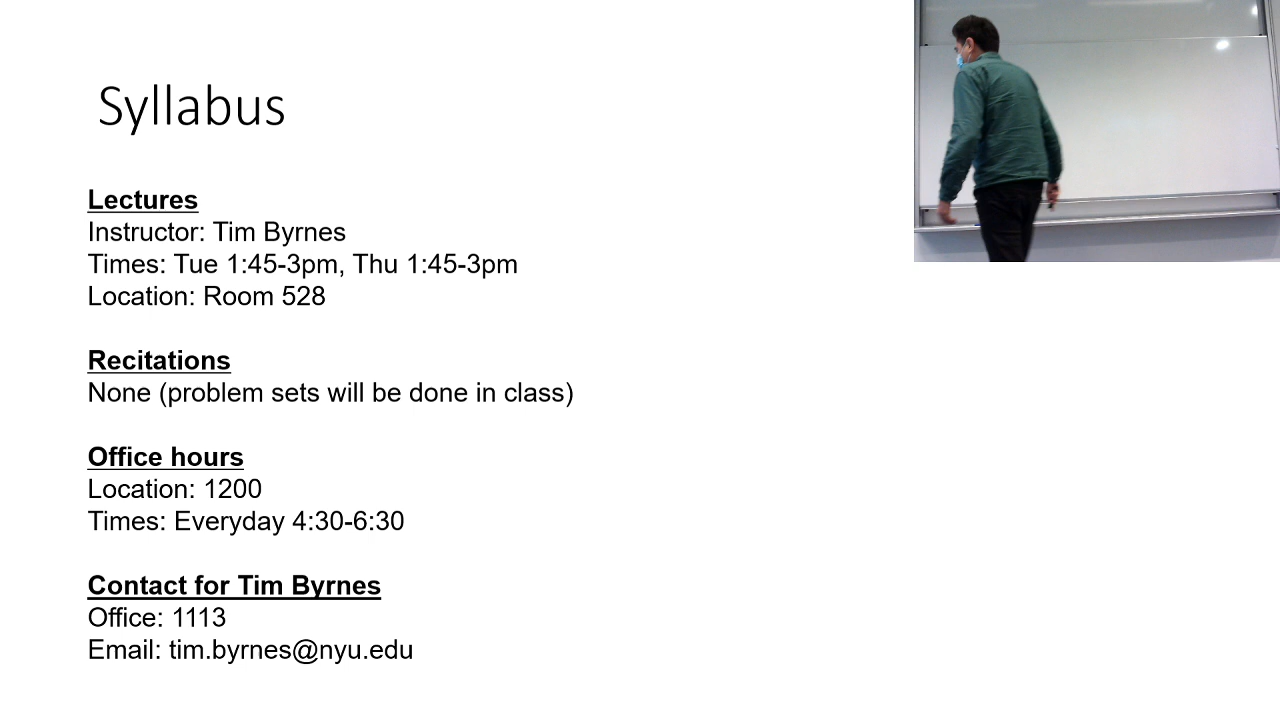 Syllabus
Lectures
Instructor: Tim Byrnes
Times: Tue 1:45-3pm, Thu 1:45-3pm
Location: Room 528
Recitations
None (problem sets will be done in class)
Office hours
Location: 1200
Times: Everyday 4:30-6:30
Contact for Tim Byrnes
Office: 1113
Email: tim.byrnes@nyu.edu